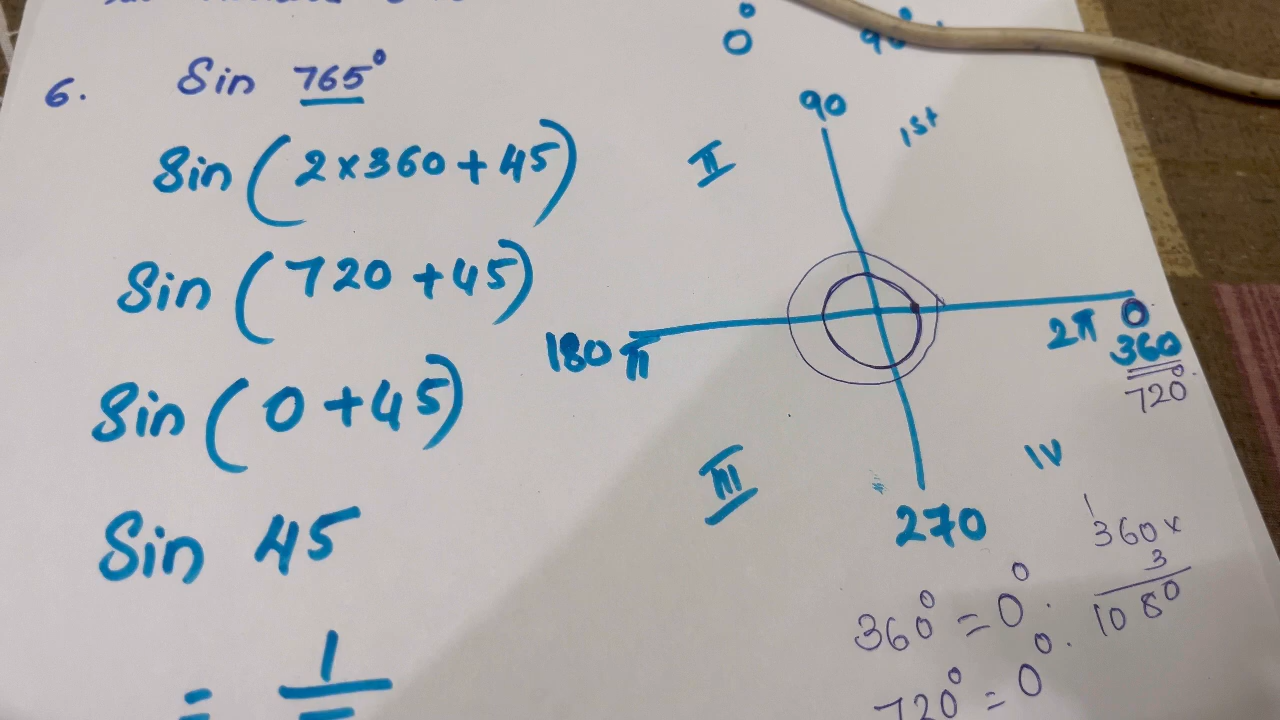 0°
90°
6. Sin 765°
Sin (2×360+45)
Sin (720+45)
Sin (0+45)
Sin 45
= 1
90
1st
II
180 π
2π 0
360
720°
III
IV
270
360×
3
1080
360° = 0°.
720° = 0°.